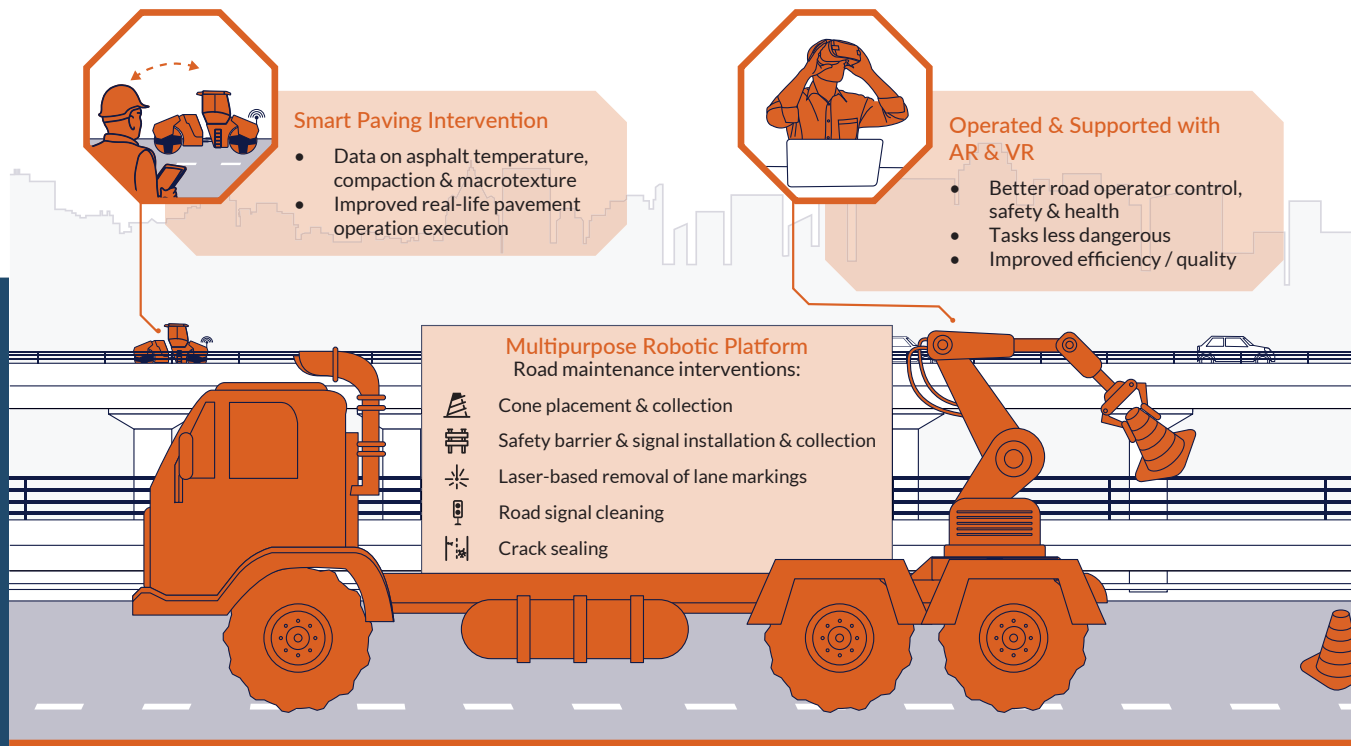 Smart Paving Intervention
• Data on asphalt temperature,
compaction & macrotexture
• Improved real-life pavement
operation execution
Operated & Supported with
AR & VR
• Better road operator control,
safety & health
• Tasks less dangerous
• Improved efficiency / quality
Multipurpose Robotic Platform
Road maintenance interventions:
Cone placement & collection
Safety barrier & signal installation & collection
Laser-based removal of lane markings
Road signal cleaning
Crack sealing